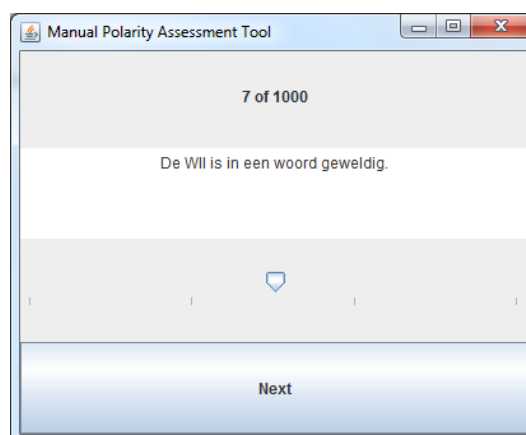 Manual Polarity Assessment Tool
7 of 1000
De WII is in een woord geweldig.
Next